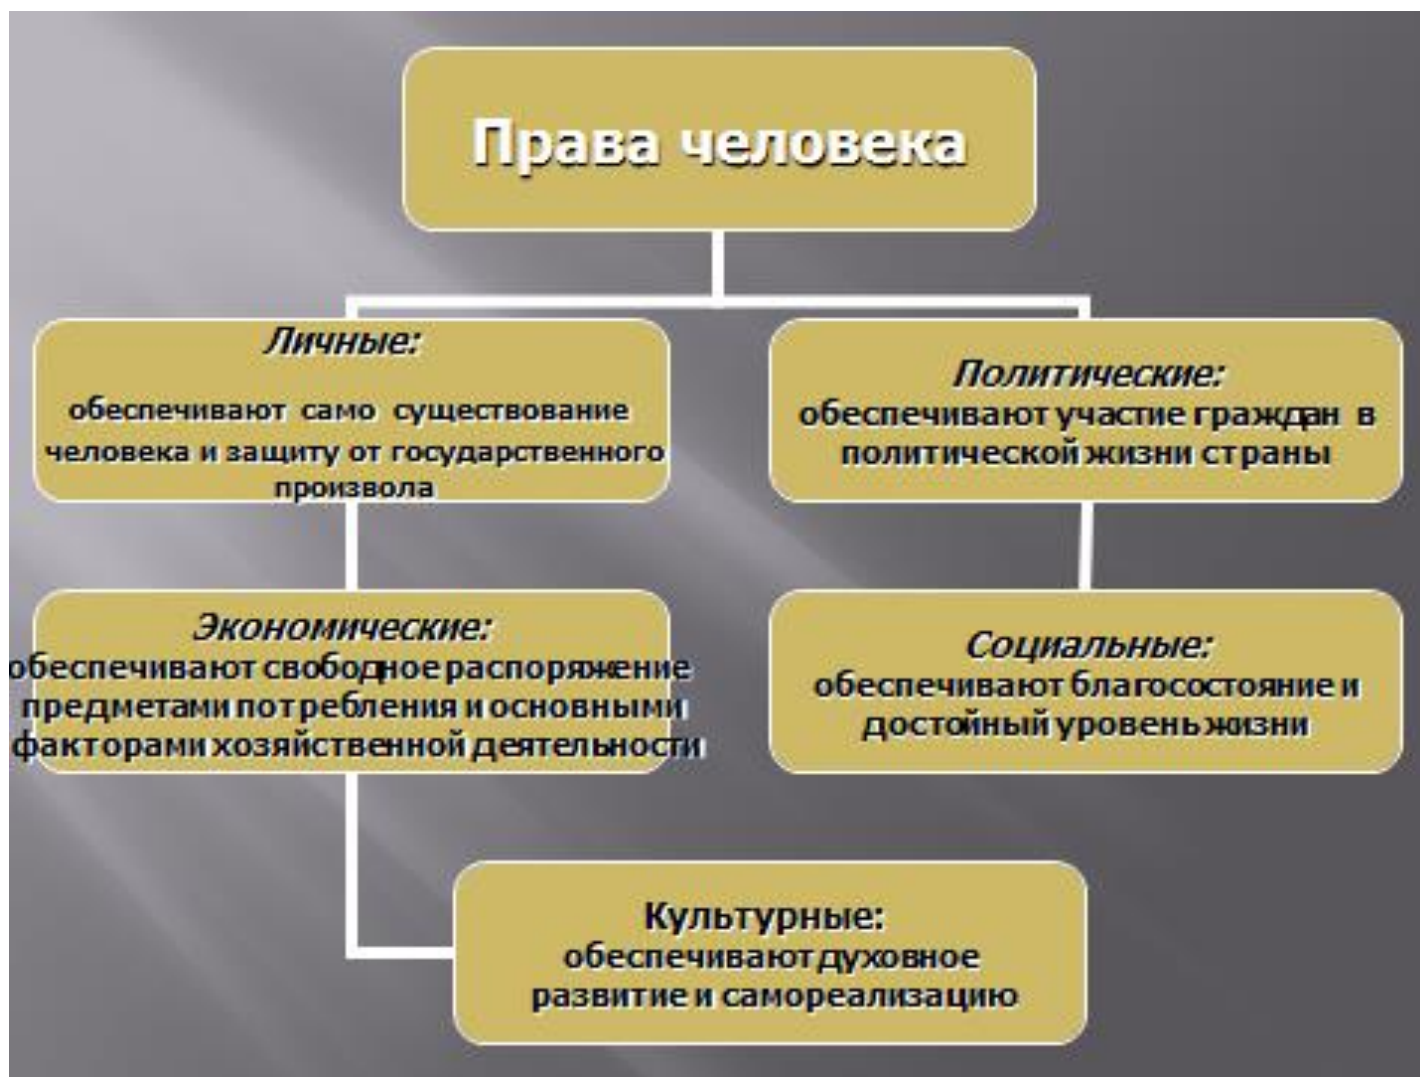 Права человека
Личные:
обеспечивают само существование
человека и защиту от государственного
произвола
Политические:
обеспечивают участие граждан в
политической жизни страны
Экономические:
обеспечивают свободное распоряжение
предметами потребления и основными
факторами хозяйственной деятельности
Социальные:
обеспечивают благосостояние и
достойный уровень жизни
Культурные:
обеспечивают духовное
развитие и самореализацию